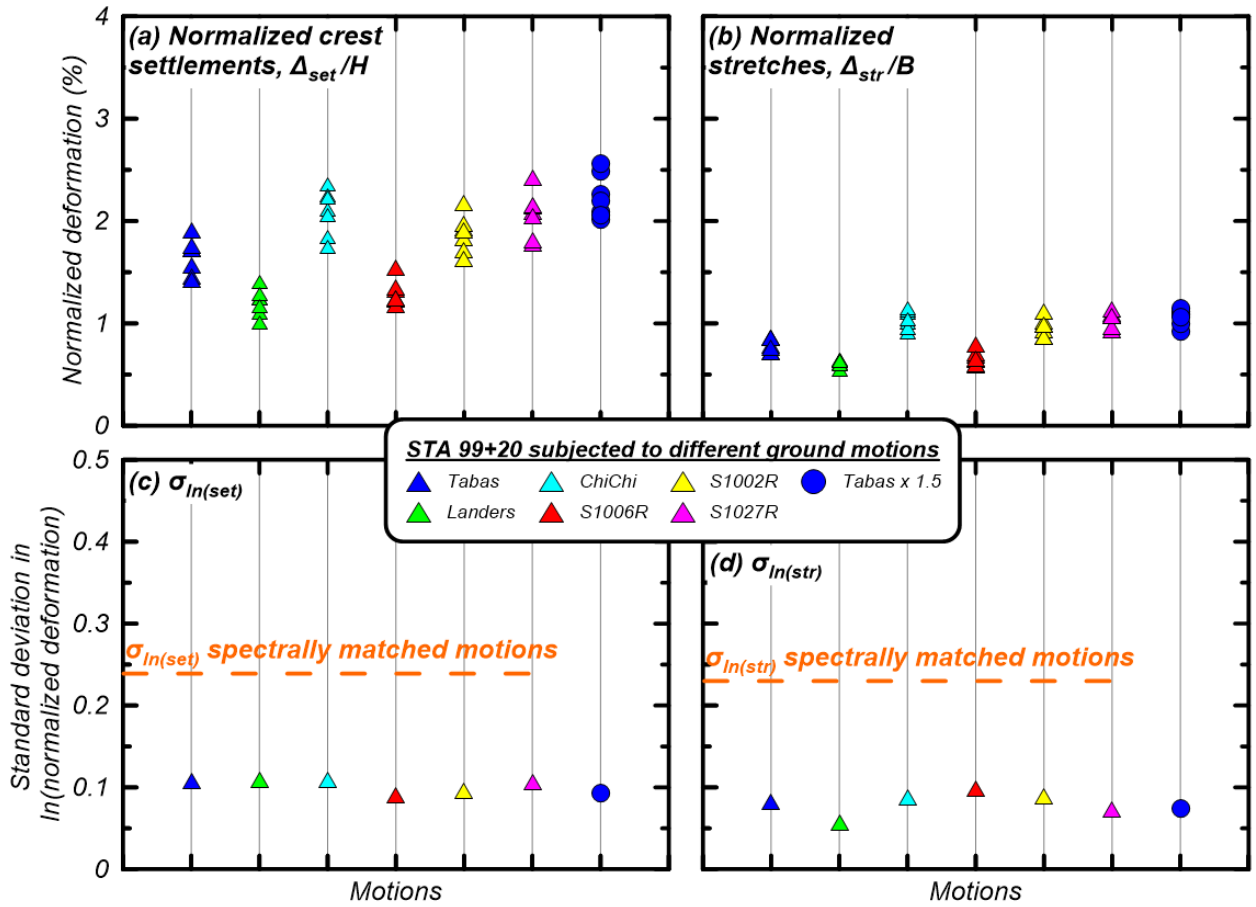 (a) Normalized crest
settlements, Δset/H
(b) Normalized
stretches, Δstr/B
Normalized deformation (%)
4
3
2
1
0
STA 99+20 subjected to different ground motions
Tabas ChiChi S1002R Tabas x 1.5
Landers S1006R S1027R
(c) σln(set)
(d) σln(str)
Standard deviation in
ln(normalized deformation)
0.5
0.4
0.3
0.2
0.1
0
σln(set) spectrally matched motions
σln(str) spectrally matched motions
Motions
Motions